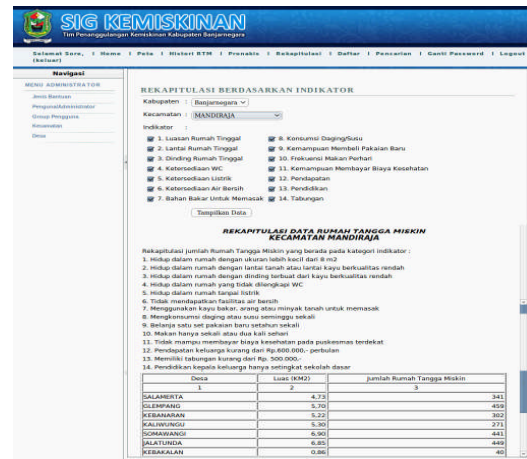 SIG KEMISKINAN
Tim Penanggulangan Kemiskinan Kabupaten Banjarnegara
Selamat Sore, | Home | Peta | Histori RTM | Pronakis | Rekapitulasi | Daftar | Pencarian | Ganti Password | Logout
(keluar)
Navigasi
MENU ADMINISTRATOR
Jenis Bantuan
Pengguna/Administrator
Group Pengguna
Kecamatan
Desa
REKAPITULASI BERDASARKAN INDIKATOR
Kabupaten : Banjarnegara
Kecamatan : MANDIRAJA
Indikator :
1. Luasan Rumah Tinggal 8. Konsumsi Daging/Susu
2. Lantai Rumah Tinggal 9. Kemampuan Membeli Pakaian Baru
3. Dinding Rumah Tinggal 10. Frekuensi Makan Perhari
4. Ketersediaan WC 11. Kemampuan Membayar Biaya Kesehatan
5. Ketersediaan Listrik 12. Pendapatan
6. Ketersediaan Air Bersih 13. Pendidikan
7. Bahan Bakar Untuk Memasak 14. Tabungan
Tampilkan Data
REKAPITULASI DATA RUMAH TANGGA MISKIN
KECAMATAN MANDIRAJA
Rekapitulasi jumlah Rumah Tangga Miskin yang berada pada kategori indikator :
1. Hidup dalam rumah dengan ukuran lebih kecil dari 8 m2
2. Hidup dalam rumah dengan lantai tanah atau lantai kayu berkualitas rendah
3. Hidup dalam rumah dengan dinding terbuat dari kayu berkualitas rendah
4. Hidup dalam rumah yang tidak dilengkapi WC
5. Hidup dalam rumah tanpai listrik
6. Tidak mendapatkan fasilitas air bersih
7. Menggunakan kayu bakar, arang atau minyak tanah untuk memasak
8. Mengkonsumsi daging atau susu seminggu sekali
9. Belanja satu set pakaian baru setahun sekali
10. Makan hanya sekali atau dua kali sehari
11. Tidak mampu membayar biaya kesehatan pada puskesmas terdekat
12. Pendapatan keluarga kurang dari Rp.600.000,- perbulan
13. Memiliki tabungan kurang dari Rp. 500.000,-
14. Pendidikan kepala keluarga hanya setingkat sekolah dasar
Desa Luas (KM2) Jumlah Rumah Tangga Miskin
1 2 3
SALAMERTA 4,73 341
GLEMPANG 5,70 459
KEBANARAN 5,22 302
KALIWUNGU 5,30 271
SOMAWANGI 6,90 441
JALATUNDA 6,85 449
KEBAKALAN 0,86 40